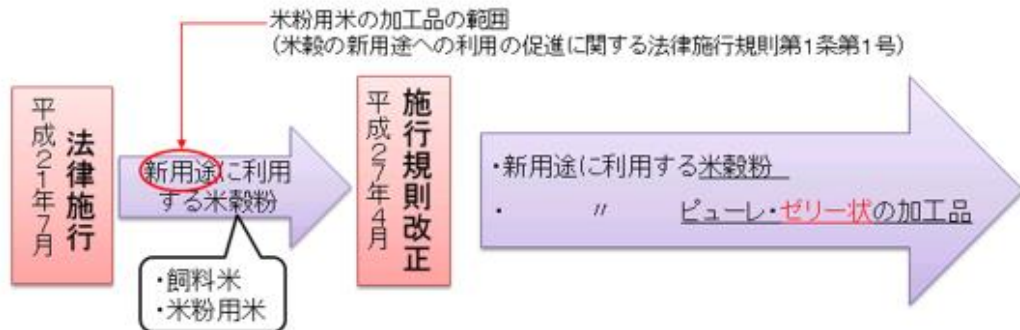 米粉用米の加工品の範囲
(米穀の新用途への利用の促進に関する法律施行規則第1条第1号)
平成21年7月
法律施行
新用途に利用
する米穀粉
・飼料米
・米粉用米
平成27年4月
施行規則改正
・新用途に利用する米穀粉
・ 〃 ピューレ・ゼリー状の加工品